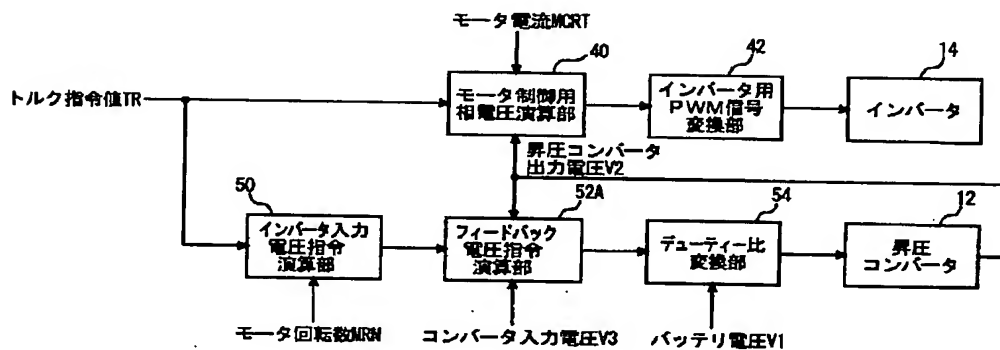 モータ電流MCRT
40
42
14
トルク指令値TR
モータ制御用
相電圧演算部
インバータ用
PWM信号
変換部
インバータ
昇圧コンバータ
出力電圧V2
50
52A
54
12
インバータ入力
電圧指令
演算部
フィードバック
電圧指令
演算部
デューティー比
変換部
昇圧
コンバータ
モータ回転数MRN
コンバータ入力電圧V3
バッテリ電圧V1